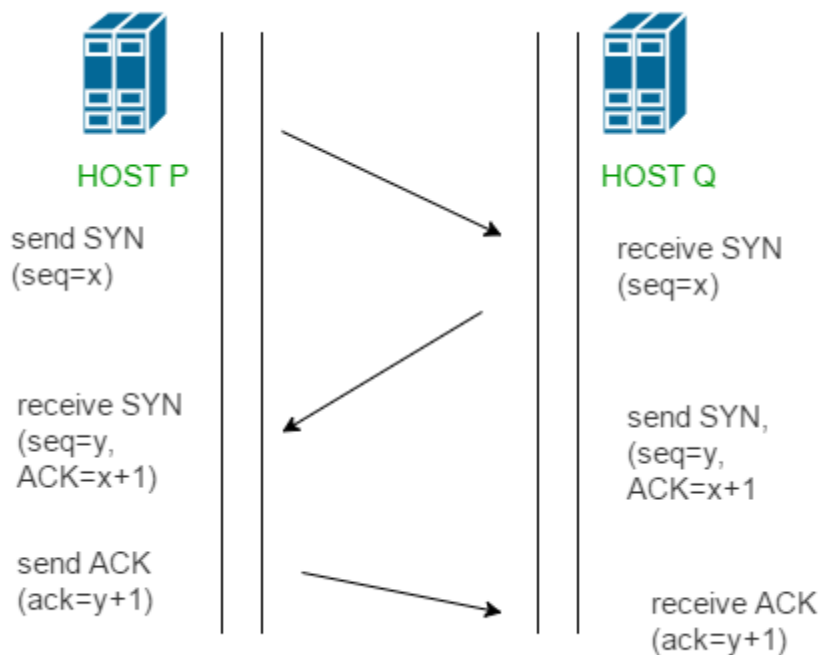 HOST P
HOST Q
send SYN
(seq=x)
receive SYN
(seq=x)
receive SYN
(seq=y,
ACK=x+1)
send SYN,
(seq=y,
ACK=x+1
send ACK
(ack=y+1)
receive ACK
(ack=y+1)